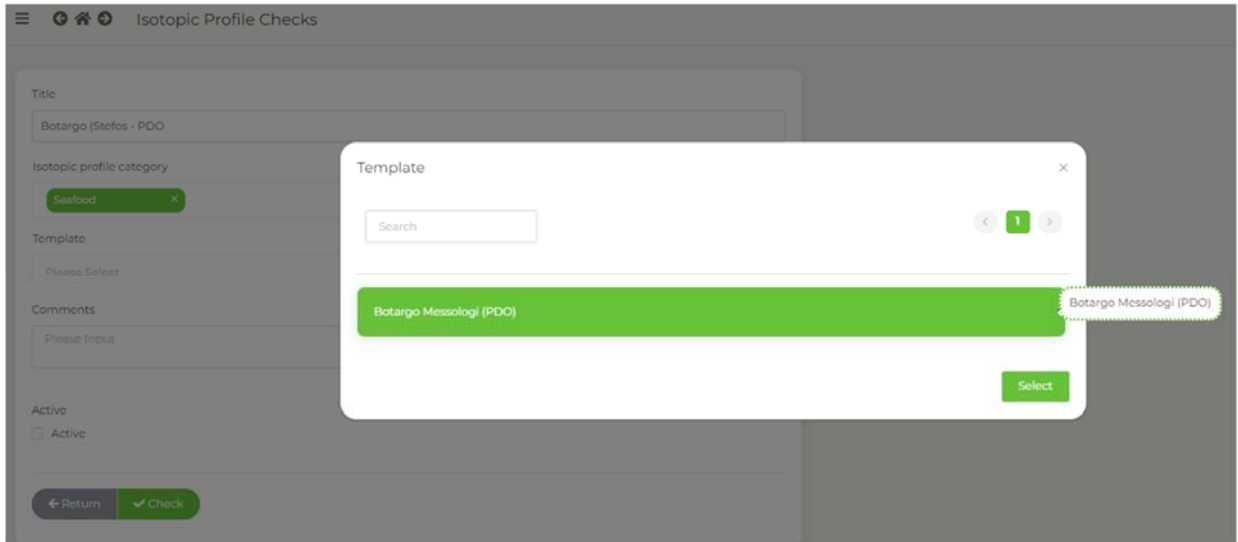 Isotopic Profile Checks
Title
Botargo (Stefos - PDO
Isotopic profile category
Seafood ×
Template
Please Select
Comments
Please Input
Active
Active
Return
Check
Template ×
Search
< 1 >
Botargo Messologi (PDO)
Botargo Messologi (PDO)
Select